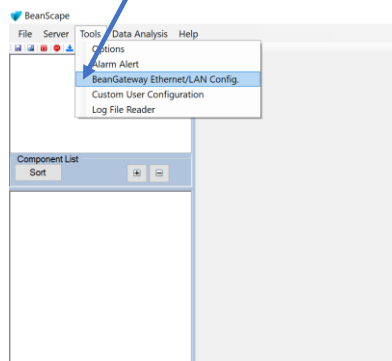 BeanScape
File Server Tools Data Analysis Help
Options
Alarm Alert
BeanGateway Ethernet/LAN Config.
Custom User Configuration
Log File Reader
Component List
Sort